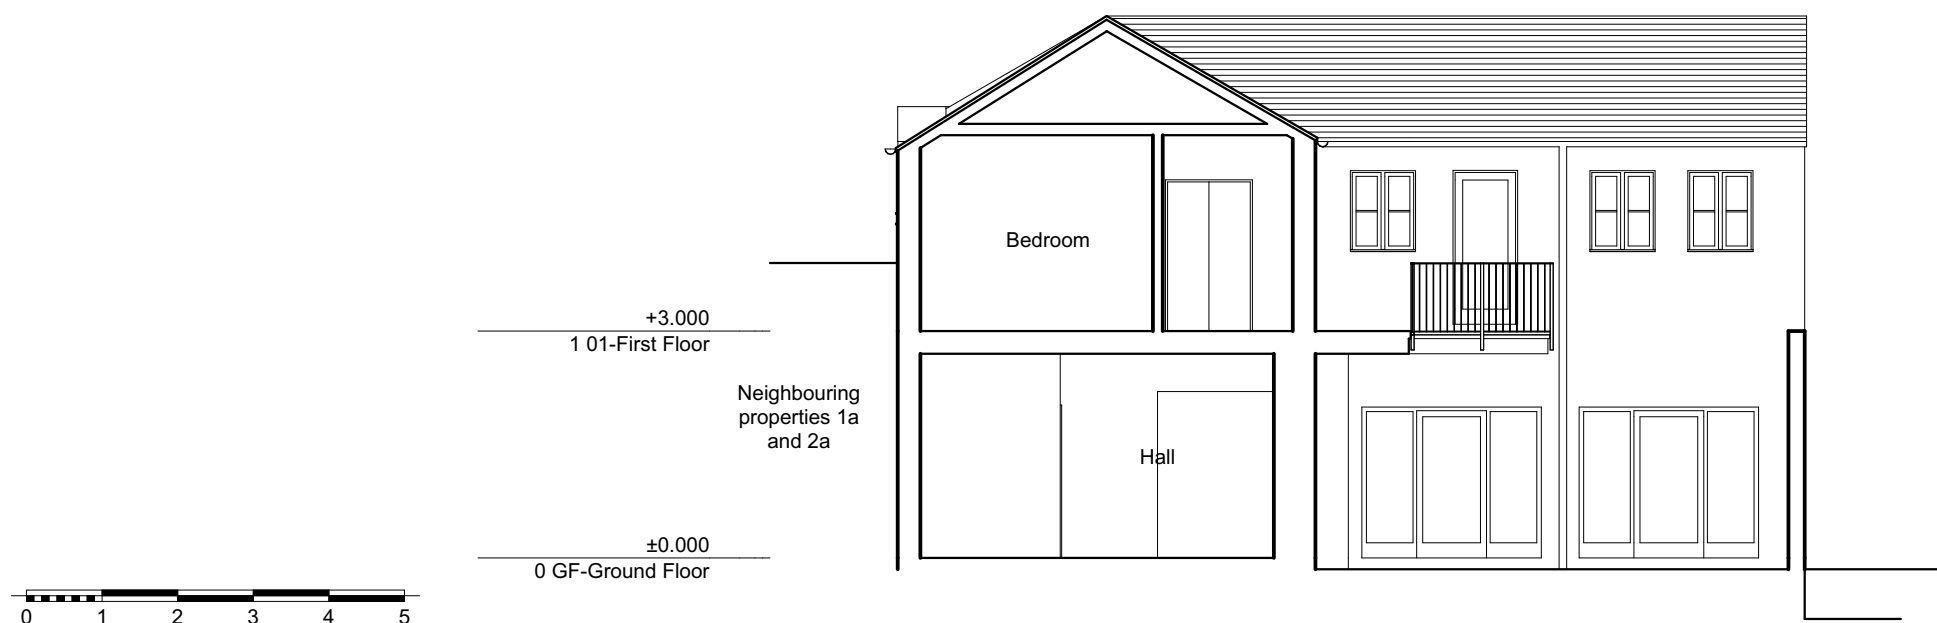 Bedroom
+3.000
1 01-First Floor
Neighbouring
properties 1a
and 2a
Hall
±0.000
0 GF-Ground Floor
0 1 2 3 4 5